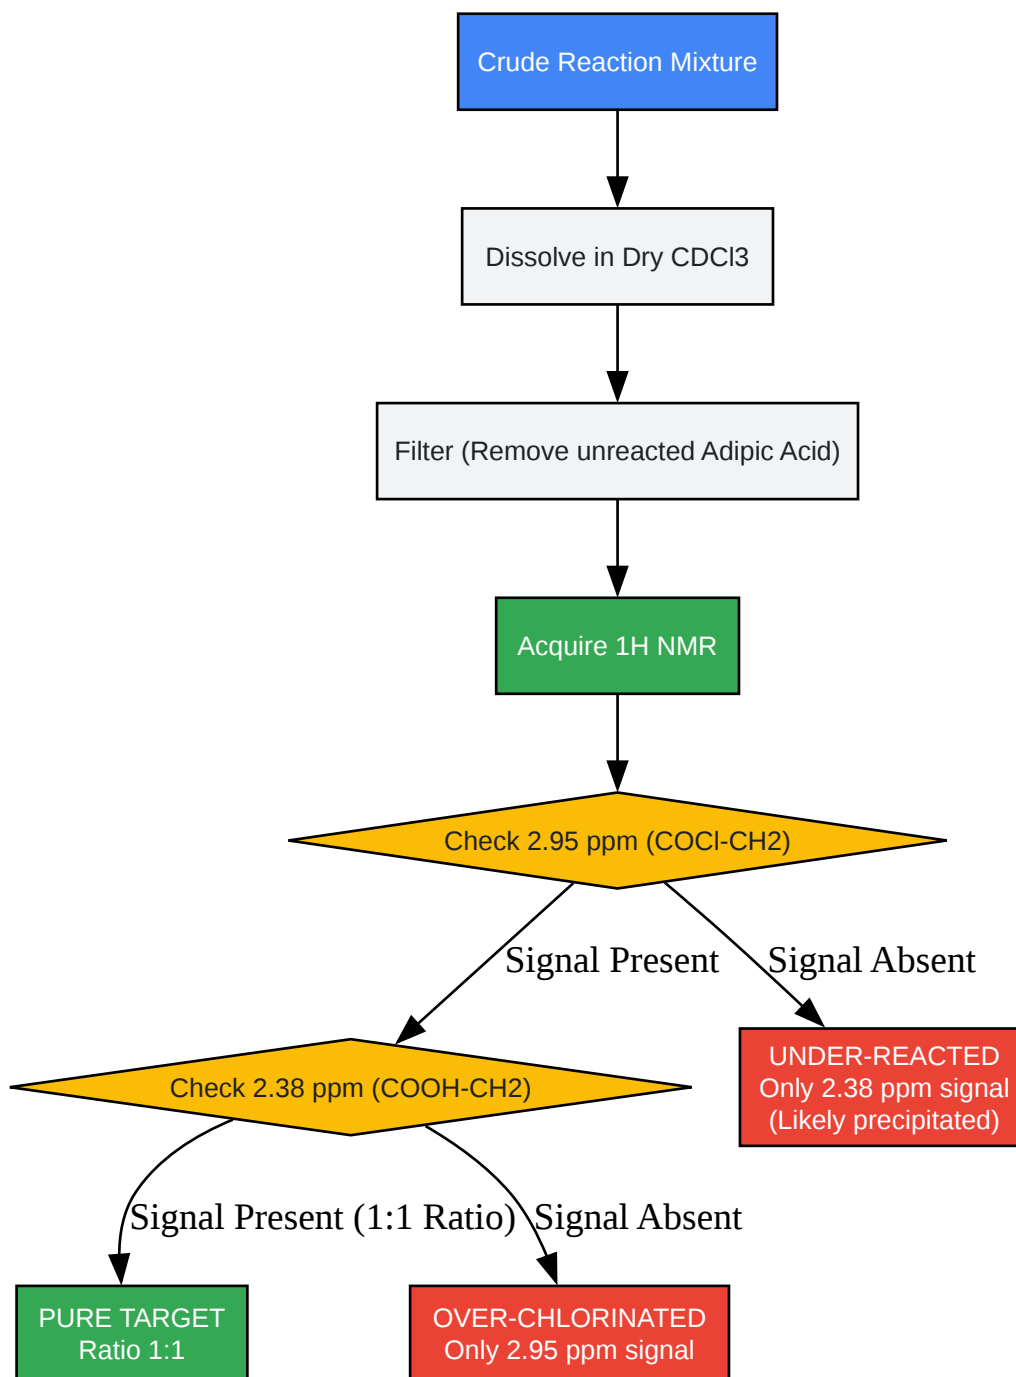 Crude Reaction Mixture
Dissolve in Dry CDCl3
Filter (Remove unreacted Adipic Acid)
Acquire 1H NMR
Check 2.95 ppm (COCl-CH2)
Signal Present
Signal Absent
Check 2.38 ppm (COOH-CH2)
UNDER-REACTED
Only 2.38 ppm signal
(Likely precipitated)
Signal Present (1:1 Ratio)
Signal Absent
PURE TARGET
Ratio 1:1
OVER-CHLORINATED
Only 2.95 ppm signal